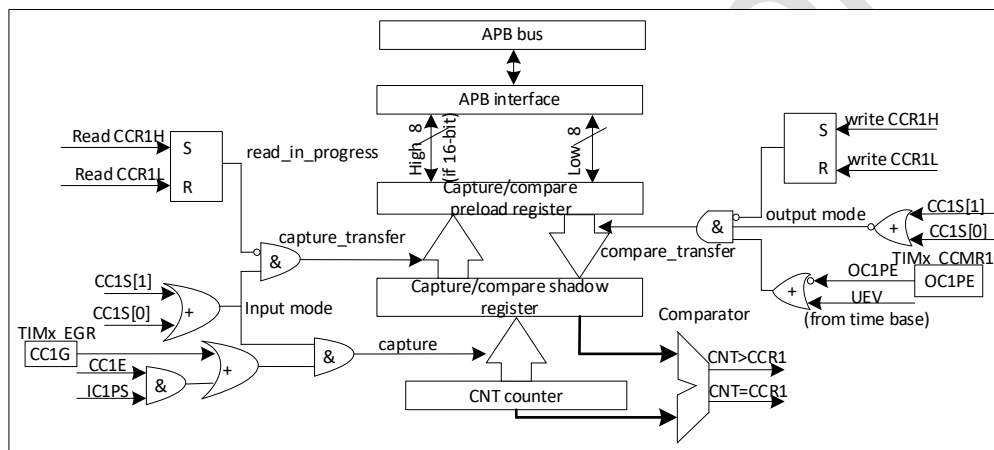 APB bus
APB interface
High 8
(if 16-bit)
Low 8
Read CCR1H
Read CCR1L
S
R
read_in_progress
write CCR1H
write CCR1L
S
R
Capture/compare
preload register
CC1S[1]
CC1S[0]
output mode
+
&
compare_transfer
capture_transfer
&
TIMx_CCMR1
OC1PE
OC1PE
UEV
(from time base)
+
Capture/compare shadow
register
CC1S[1]
CC1S[0]
+
Input mode
TIMx_EGR
CC1G
CC1E
IC1PS
&
+
&
capture
Comparator
CNT>CCR1
CNT=CCR1
CNT counter